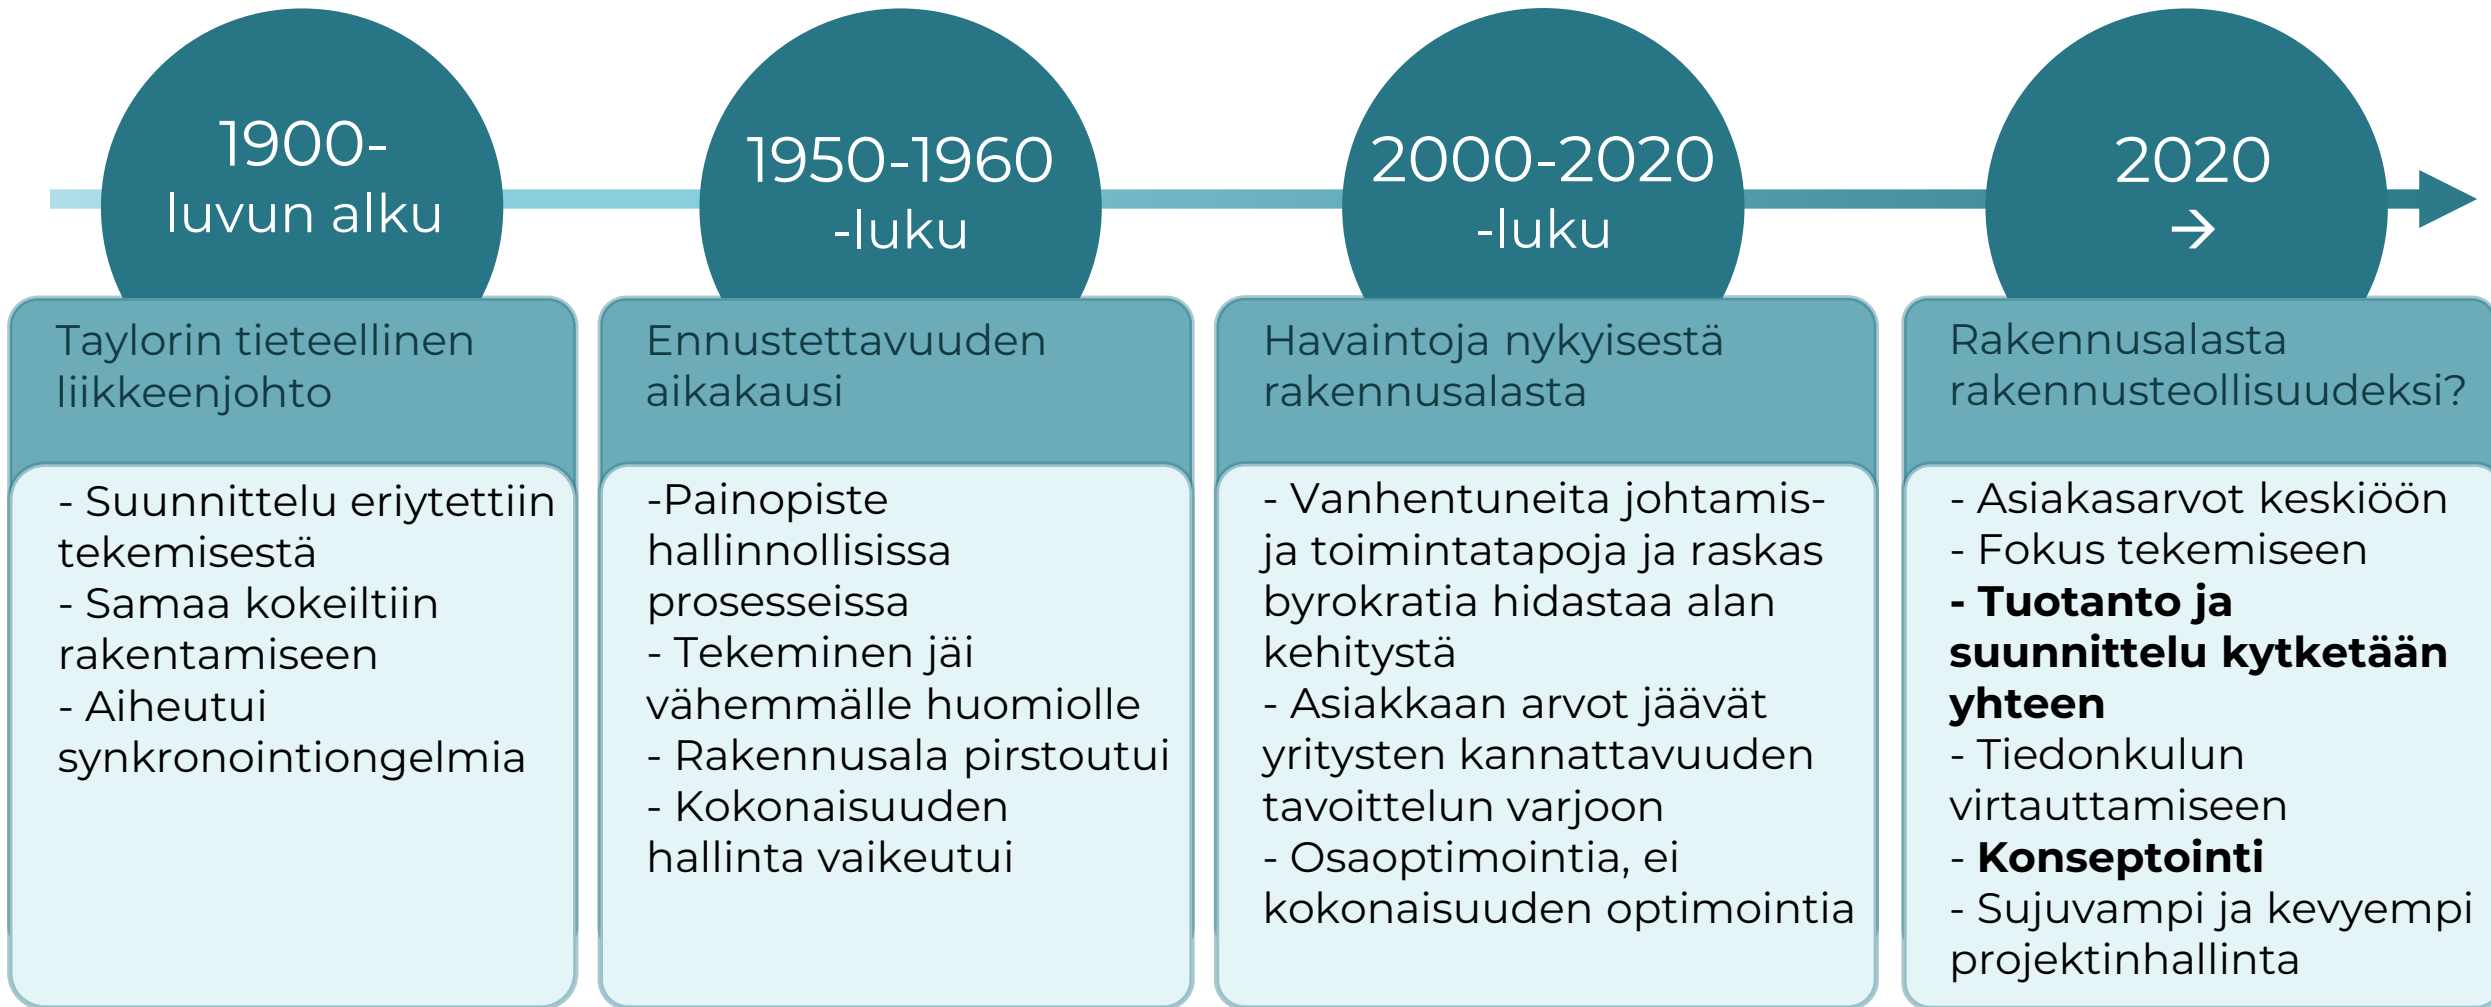 1900-
luvun alku
Taylorin tieteellinen
liikkeenjohto
- Suunnittelu eriytettiin
tekemisestä
- Samaa kokeiltiin
rakentamiseen
- Aiheutui
synkronointiongelmia
1950-1960
-luku
Ennustettavuuden
aikakausi
-Painopiste
hallinnollisissa
prosesseissa
- Tekeminen jäi
vähemmälle huomiolle
- Rakennusala pirstoutui
- Kokonaisuuden
hallinta vaikeutui
2000-2020
-luku
Havaintoja nykyisestä
rakennusalasta
- Vanhentuneita johtamis-
ja toimintatapoja ja raskas
byrokratia hidastaa alan
kehitystä
- Asiakkaan arvot jäävät
yritysten kannattavuuden
tavoittelun varjoon
- Osaoptimointia, ei
kokonaisuuden optimointia
2020
→
Rakennusalasta
rakennusteollisuudeksi?
- Asiakasarvot keskiöön
- Fokus tekemiseen
- Tuotanto ja
suunnittelu kytketään
yhteen
- Tiedonkulun
virtauttamiseen
- Konseptointi
- Sujuvampi ja kevyempi
projektinhallinta